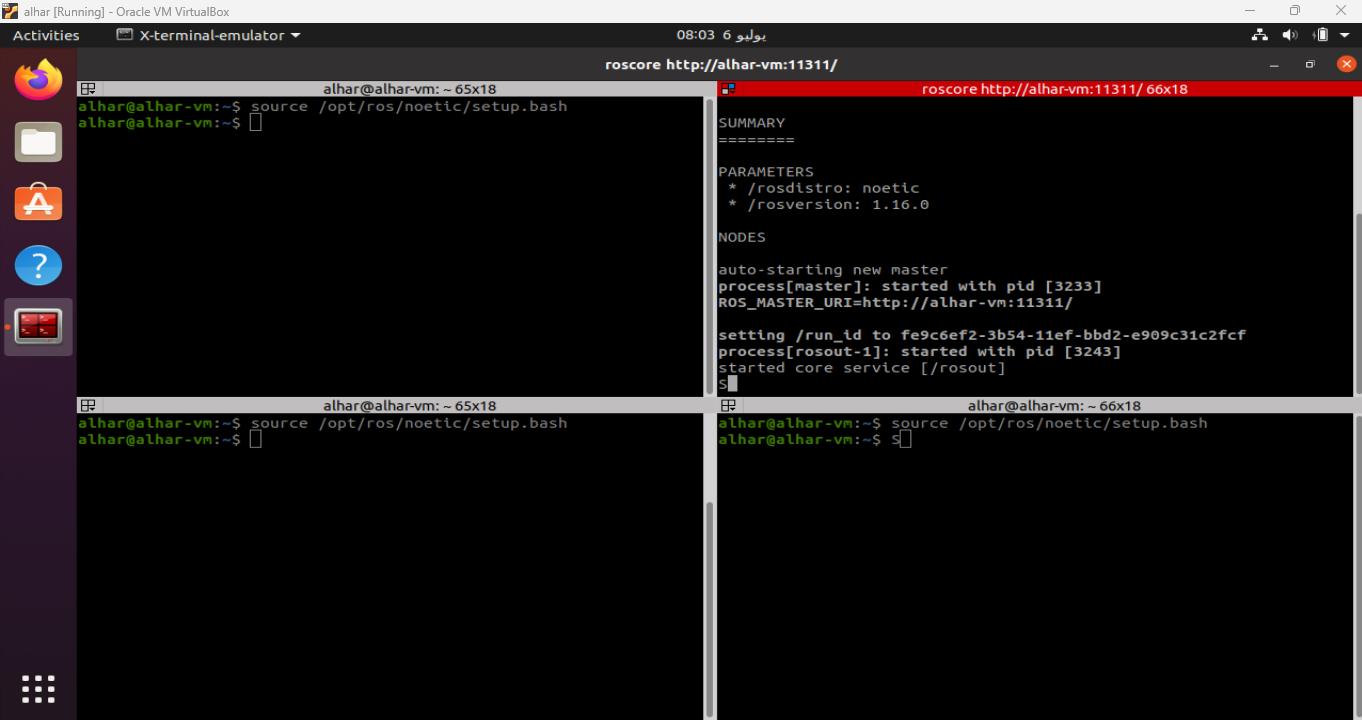 alhar [Running] - Oracle VM VirtualBox
Activities
X-terminal-emulator
08:03 6 يوليو
roscore http://alhar-vm:11311/
alhar@alhar-vm: ~ 65x18
alhar@alhar-vm:~$ source /opt/ros/noetic/setup.bash
alhar@alhar-vm:~$
roscore http://alhar-vm:11311/ 66x18
SUMMARY
========
PARAMETERS
* /rosdistro: noetic
* /rosversion: 1.16.0
NODES
auto-starting new master
process[master]: started with pid [3233]
ROS_MASTER_URI=http://alhar-vm:11311/
setting /run_id to fe9c6ef2-3b54-11ef-bbd2-e909c31c2fcf
process[rosout-1]: started with pid [3243]
started core service [/rosout]
S
alhar@alhar-vm: ~ 65x18
alhar@alhar-vm:~$ source /opt/ros/noetic/setup.bash
alhar@alhar-vm:~$
alhar@alhar-vm: ~ 66x18
alhar@alhar-vm:~$ source /opt/ros/noetic/setup.bash
alhar@alhar-vm:~$ S